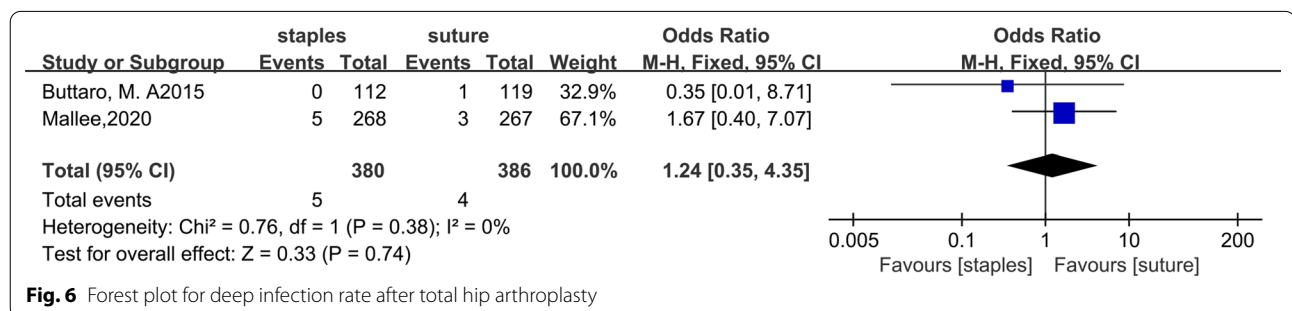 staples suture Odds Ratio Odds Ratio
Study or Subgroup Events Total Events Total Weight M-H, Fixed, 95% CI M-H, Fixed, 95% CI
Buttaro, M. A2015 0 112 1 119 32.9% 0.35 [0.01, 8.71]
Mallee,2020 5 268 3 267 67.1% 1.67 [0.40, 7.07]
Total (95% CI) 380 386 100.0% 1.24 [0.35, 4.35]
Total events 5 4
Heterogeneity: Chi² = 0.76, df = 1 (P = 0.38); I² = 0%
Test for overall effect: Z = 0.33 (P = 0.74)
0.005 0.1 1 10 200
Favours [staples] Favours [suture]
Fig. 6 Forest plot for deep infection rate after total hip arthroplasty